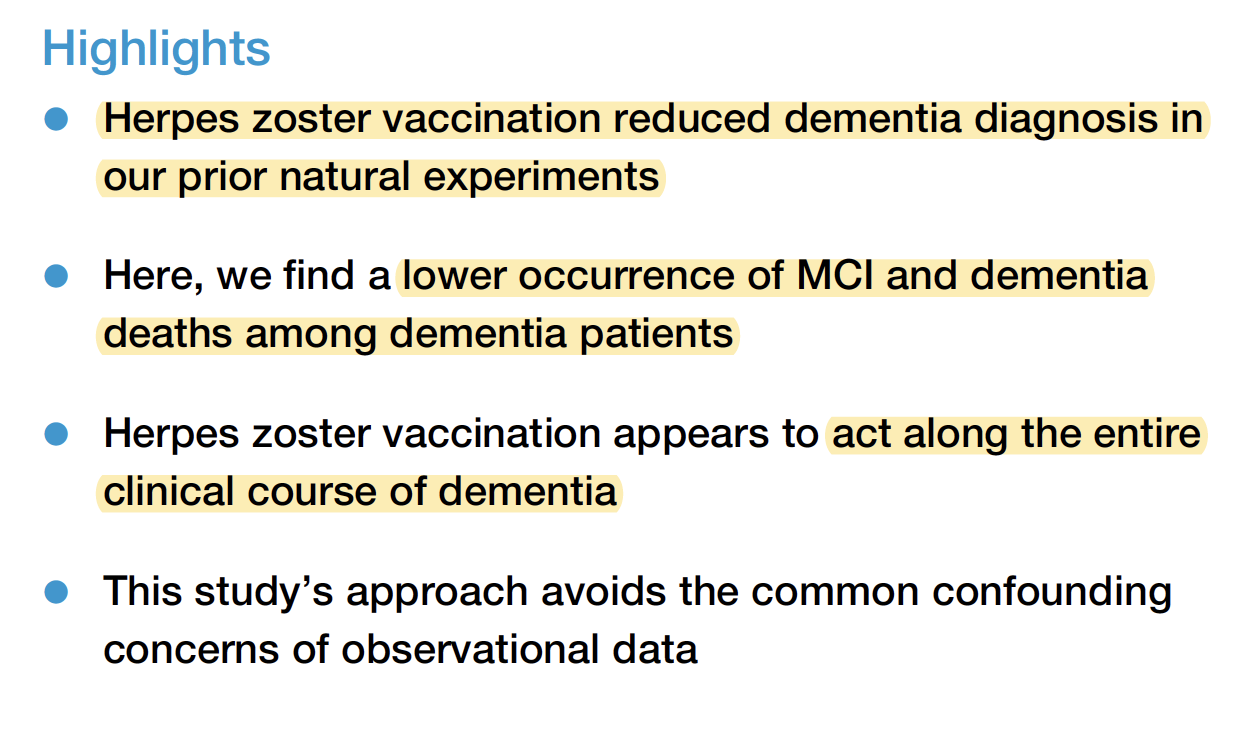 Highlights
● Herpes zoster vaccination reduced dementia diagnosis in
our prior natural experiments
● Here, we find a lower occurrence of MCI and dementia
deaths among dementia patients
● Herpes zoster vaccination appears to act along the entire
clinical course of dementia
● This study’s approach avoids the common confounding
concerns of observational data